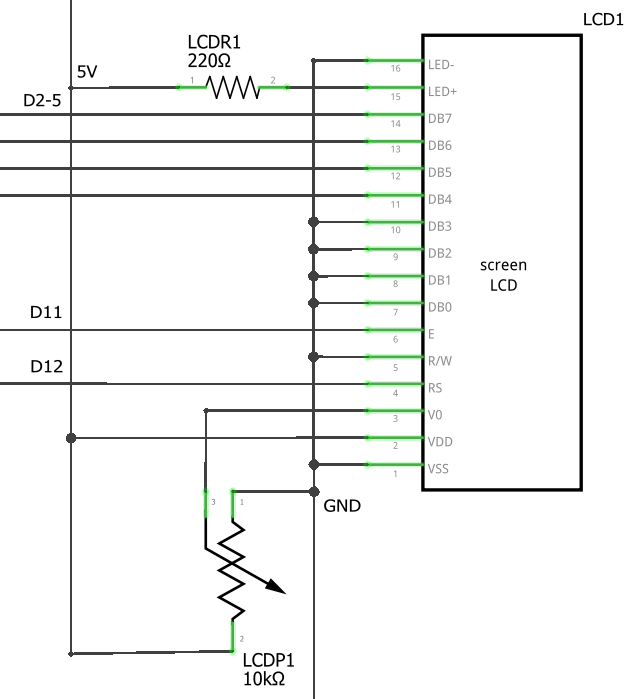 LCD1
LCDR1
220Ω
5V
1
2
D2-5
16
LED-
15
LED+
14
DB7
13
DB6
12
DB5
11
DB4
10
DB3
9
DB2
8
DB1
7
DB0
screen
LCD
D11
6
E
5
R/W
D12
4
RS
3
V0
2
VDD
1
VSS
3
1
GND
2
LCDP1
10kΩ